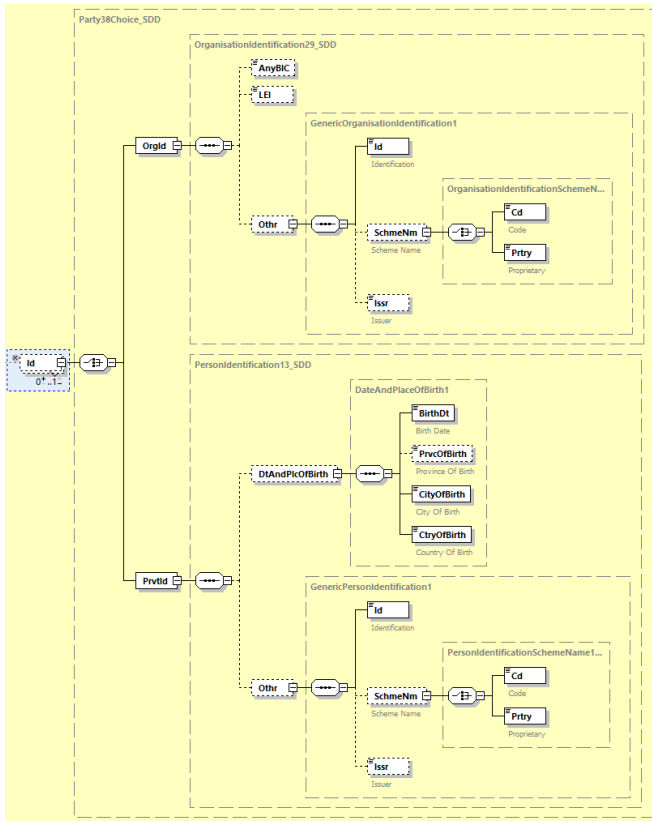 Party38Choice_SDD
OrganisationIdentification29_SDD
AnyBIC
LEI
GenericOrganisationIdentification1
Id
Identification
OrgId
OrganisationIdentificationSchemeN...
Cd
Code
Othr
SchmeNm
Scheme Name
Prtry
Proprietary
Issr
Issuer
Id
0..1
PersonIdentification13_SDD
DateAndPlaceOfBirth1
BirthDt
Birth Date
PrvcOfBirth
Province Of Birth
DtAndPlcOfBirth
CityOfBirth
City Of Birth
CtryOfBirth
Country Of Birth
PrvtId
GenericPersonIdentification1
Id
Identification
PersonIdentificationSchemeName1...
Cd
Code
Othr
SchmeNm
Scheme Name
Prtry
Proprietary
Issr
Issuer